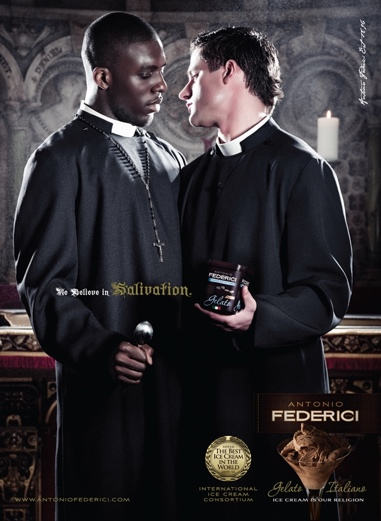 We Believe in Salivation.
FEDERICI
Gelato
ANTONIO
FEDERICI
THE BEST
ICE CREAM
IN THE
WORLD
INTERNATIONAL
ICE CREAM
CONSORTIUM
Gelato Italiano
ICE CREAM IS OUR RELIGION
WWW.ANTONIOFEDERICI.COM